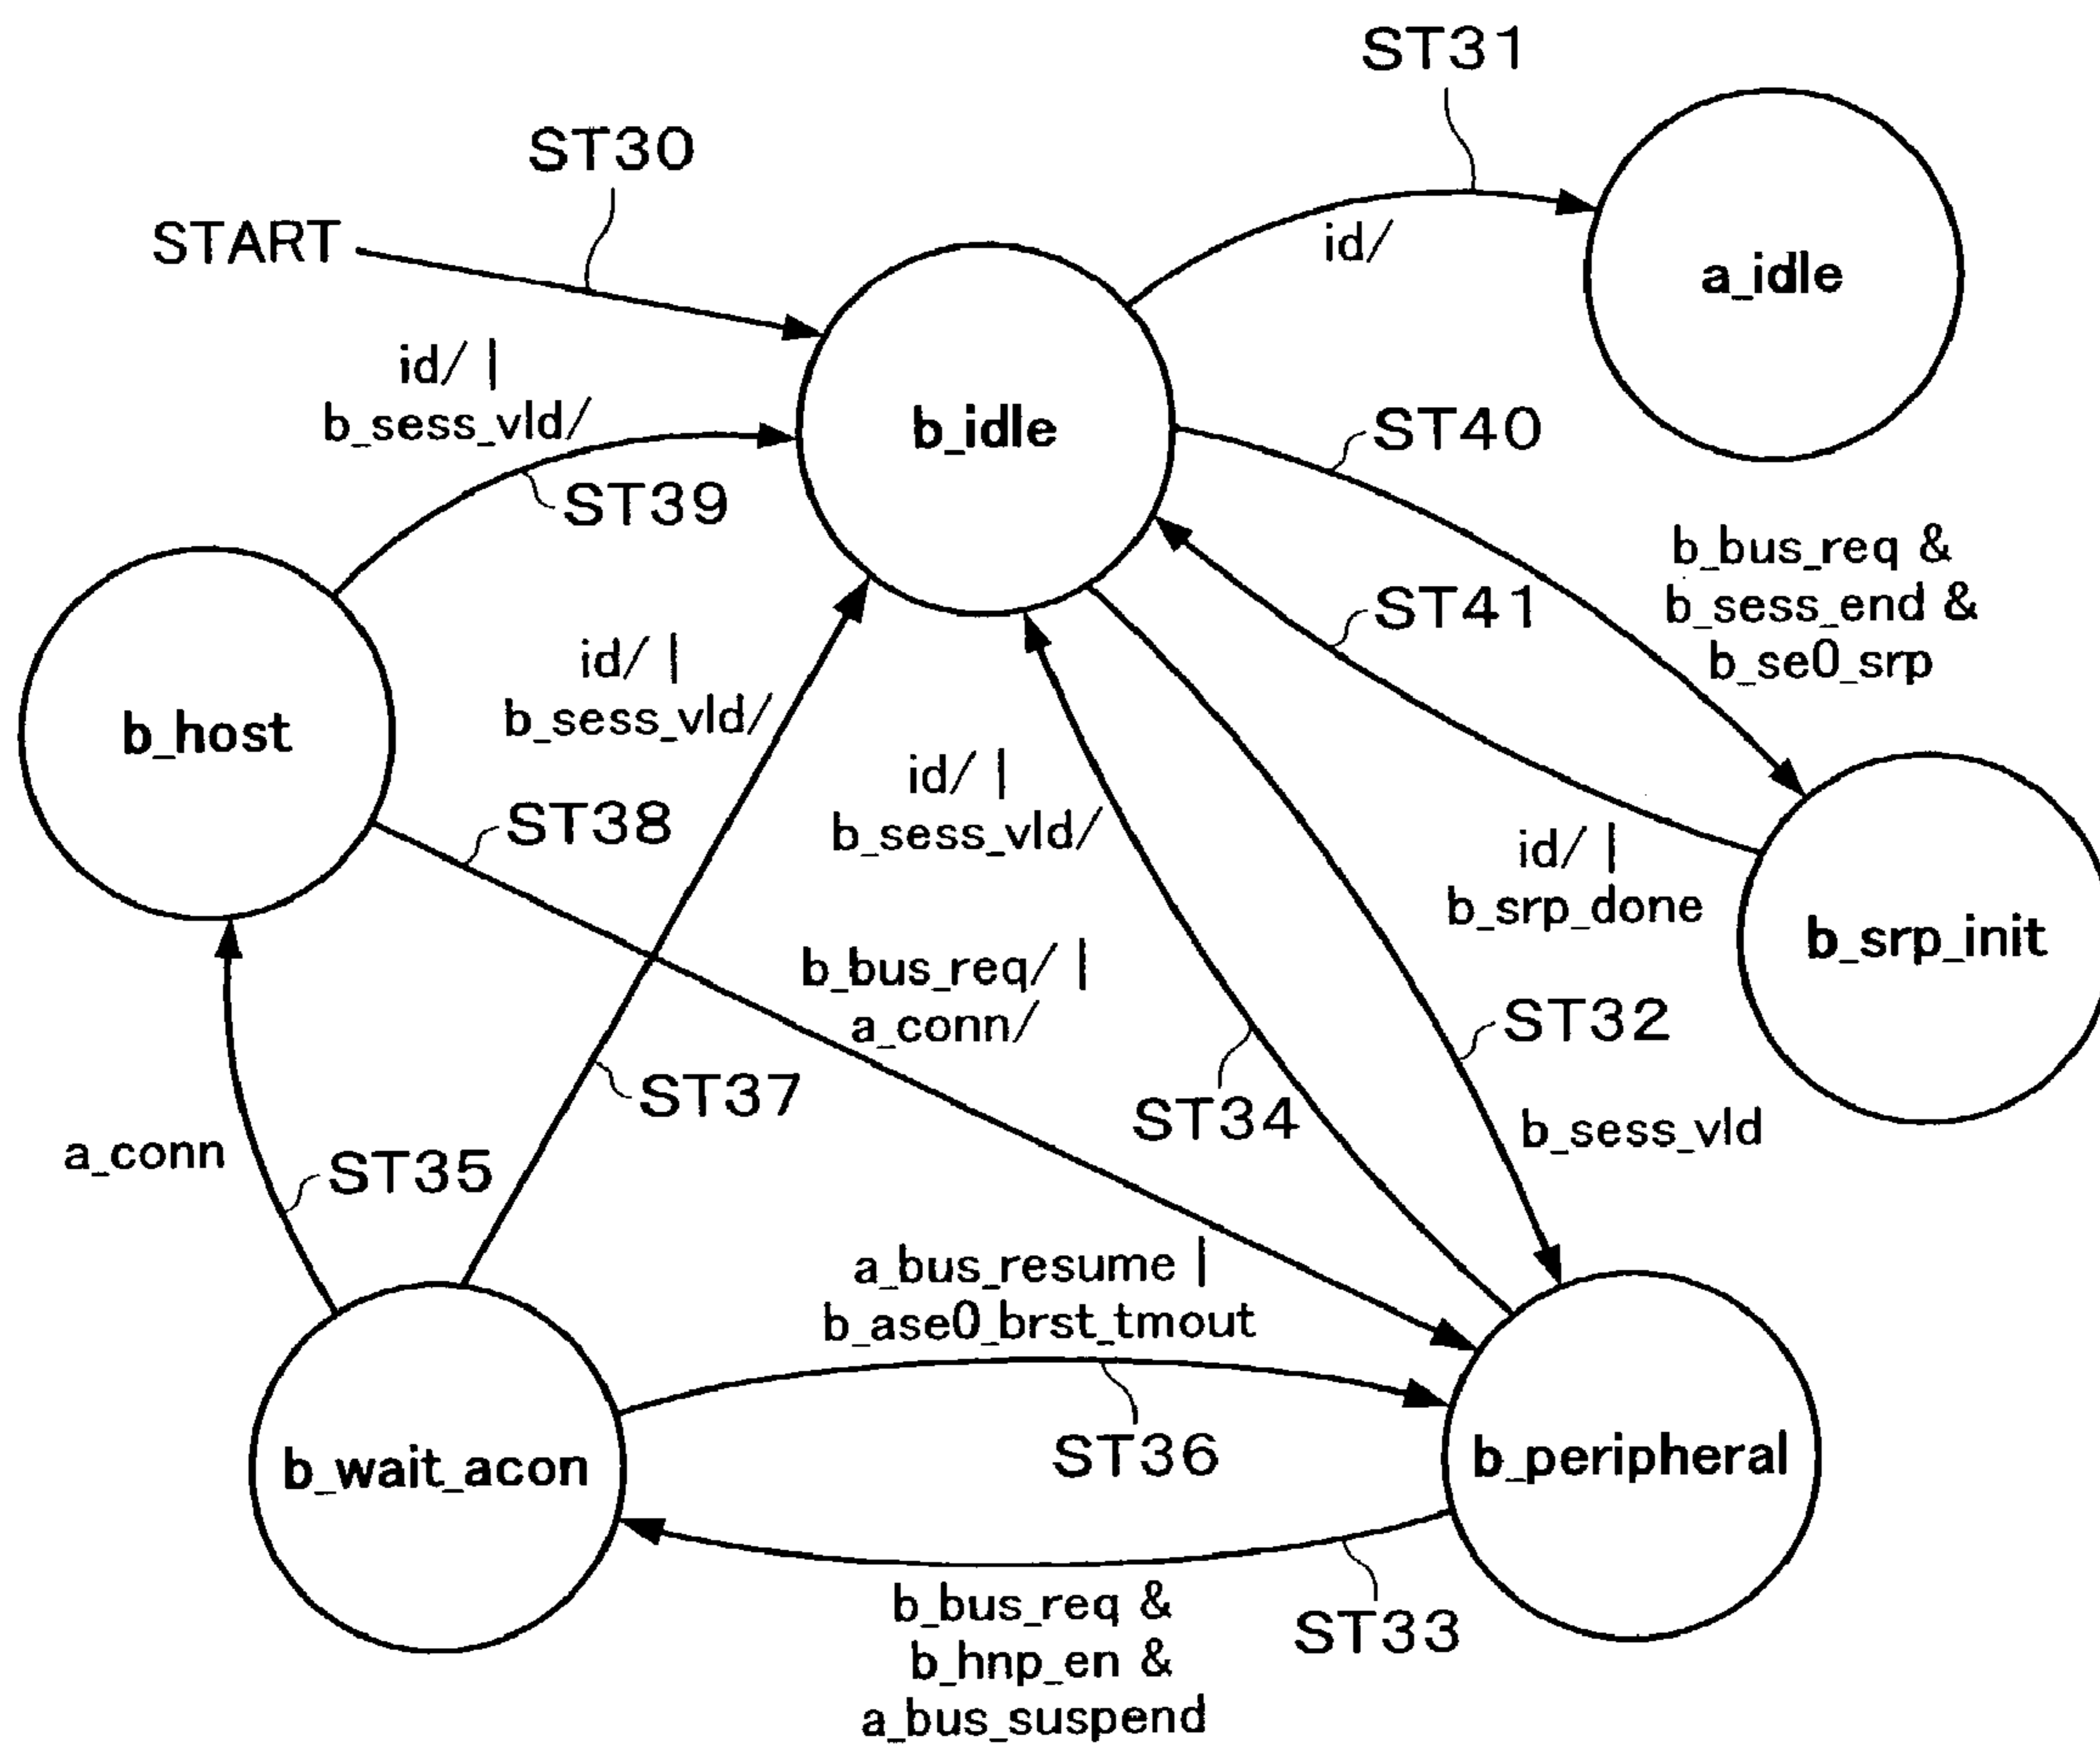 ST31
ST30
START
id/
a_idle
id/ |
b_sess_vld/
b_idle
ST40
ST39
b_bus_req &
b_sess_end &
b_se0_srp
ST41
id/ |
b_sess_vld/
b_host
id/ |
b_sess_vld/
ST38
id/ |
b_srp_done
b_srp_init
b_bus_req/ |
a_conn/
ST32
ST37
ST34
b_sess_vld
a_conn
ST35
a_bus_resume |
b_ase0_brst_tmout
ST36
b_wait_acon
b_peripheral
b_bus_req &
b_hnp_en &
a_bus_suspend
ST33